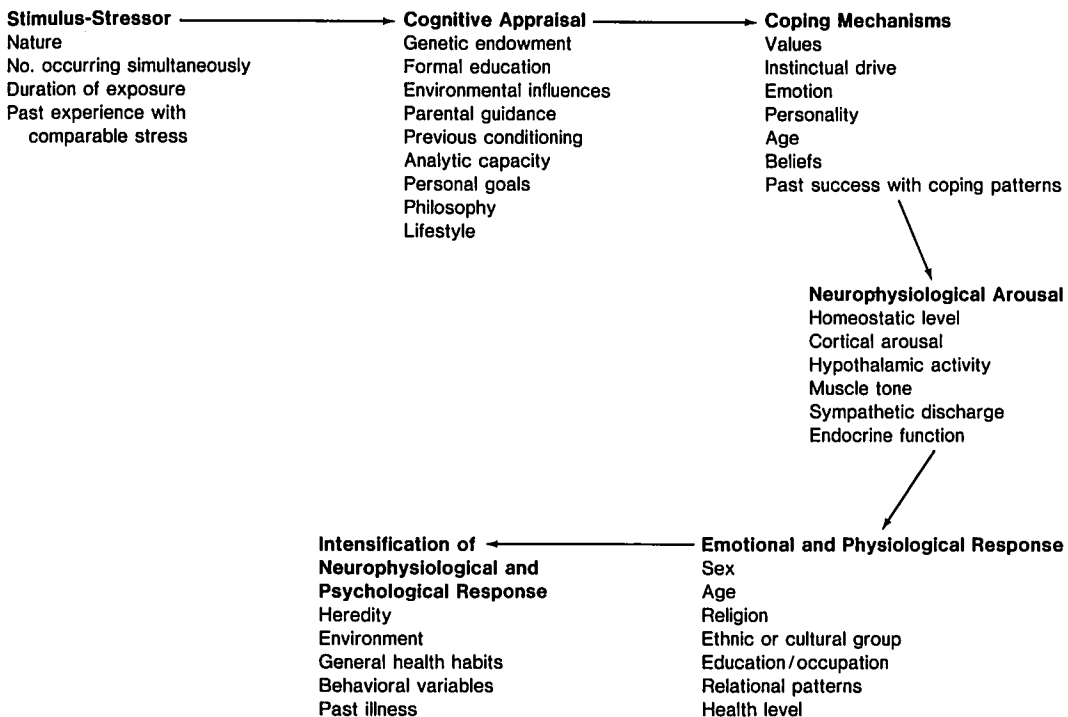 Stimulus-Stressor
Nature
No. occurring simultaneously
Duration of exposure
Past experience with
comparable stress
Cognitive Appraisal
Genetic endowment
Formal education
Environmental influences
Parental guidance
Previous conditioning
Analytic capacity
Personal goals
Philosophy
Lifestyle
Coping Mechanisms
Values
Instinctual drive
Emotion
Personality
Age
Beliefs
Past success with coping patterns
Neurophysiological Arousal
Homeostatic level
Cortical arousal
Hypothalamic activity
Muscle tone
Sympathetic discharge
Endocrine function
Emotional and Physiological Response
Sex
Age
Religion
Ethnic or cultural group
Education/occupation
Relational patterns
Health level
Intensification of
Neurophysiological and
Psychological Response
Heredity
Environment
General health habits
Behavioral variables
Past illness